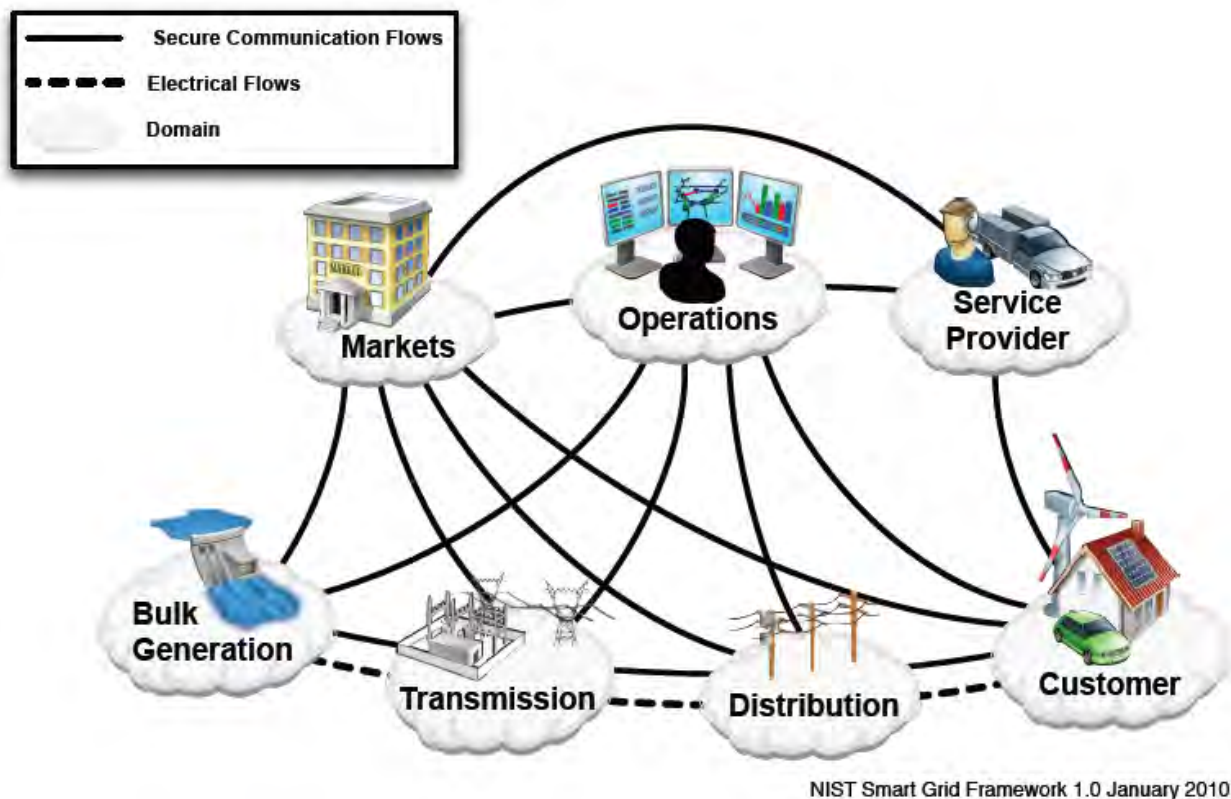 Secure Communication Flows
Electrical Flows
Domain
MARKET
Markets
Operations
Service
Provider
Bulk
Generation
Transmission
Distribution
Customer
NIST Smart Grid Framework 1.0 January 2010